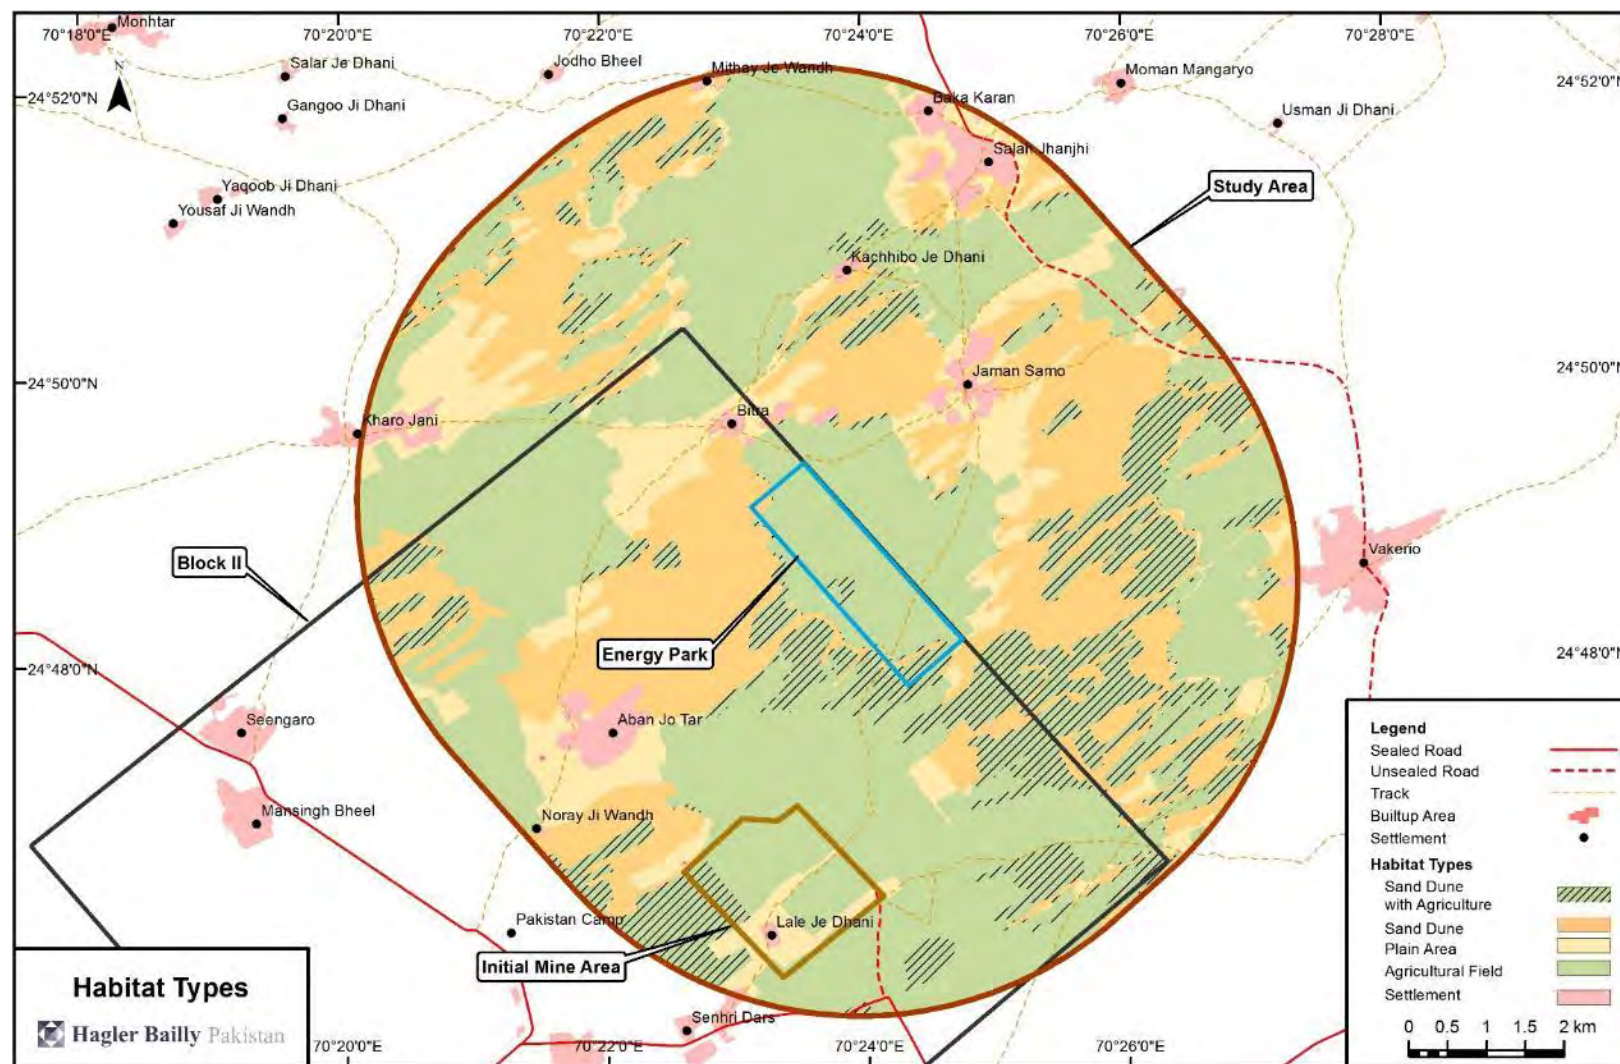 Monhtar
70°18'0"E
70°20'0"E
70°22'0"E
70°24'0"E
70°26'0"E
70°28'0"E
N
Salar Je Dhani
Jodho Bheel
Mithay Je Wandh
Moman Mangaryo
24°52'0"N
24°52'0"N
Gangoo Ji Dhani
Baka Karan
Usman Ji Dhani
Salah Jhanjhi
Yaqoob Ji Dhani
Study Area
Yousaf Ji Wandh
Kachhibo Je Dhani
24°50'0"N
24°50'0"N
Jaman Samo
Bitra
Kharo Jani
Vakerio
Block II
Energy Park
24°48'0"N
24°48'0"N
Seengaro
Aban Jo Tar
Mansingh Bheel
Noray Ji Wandh
Pakistan Camp
Lale Je Dhani
Initial Mine Area
Senhri Dars
70°20'0"E
70°22'0"E
70°24'0"E
70°26'0"E
Habitat Types
Hagler Bailly Pakistan
Legend
Sealed Road
Unsealed Road
Track
Builtup Area
Settlement
Habitat Types
Sand Dune
with Agriculture
Sand Dune
Plain Area
Agricultural Field
Settlement
0 0.5 1 1.5 2 km